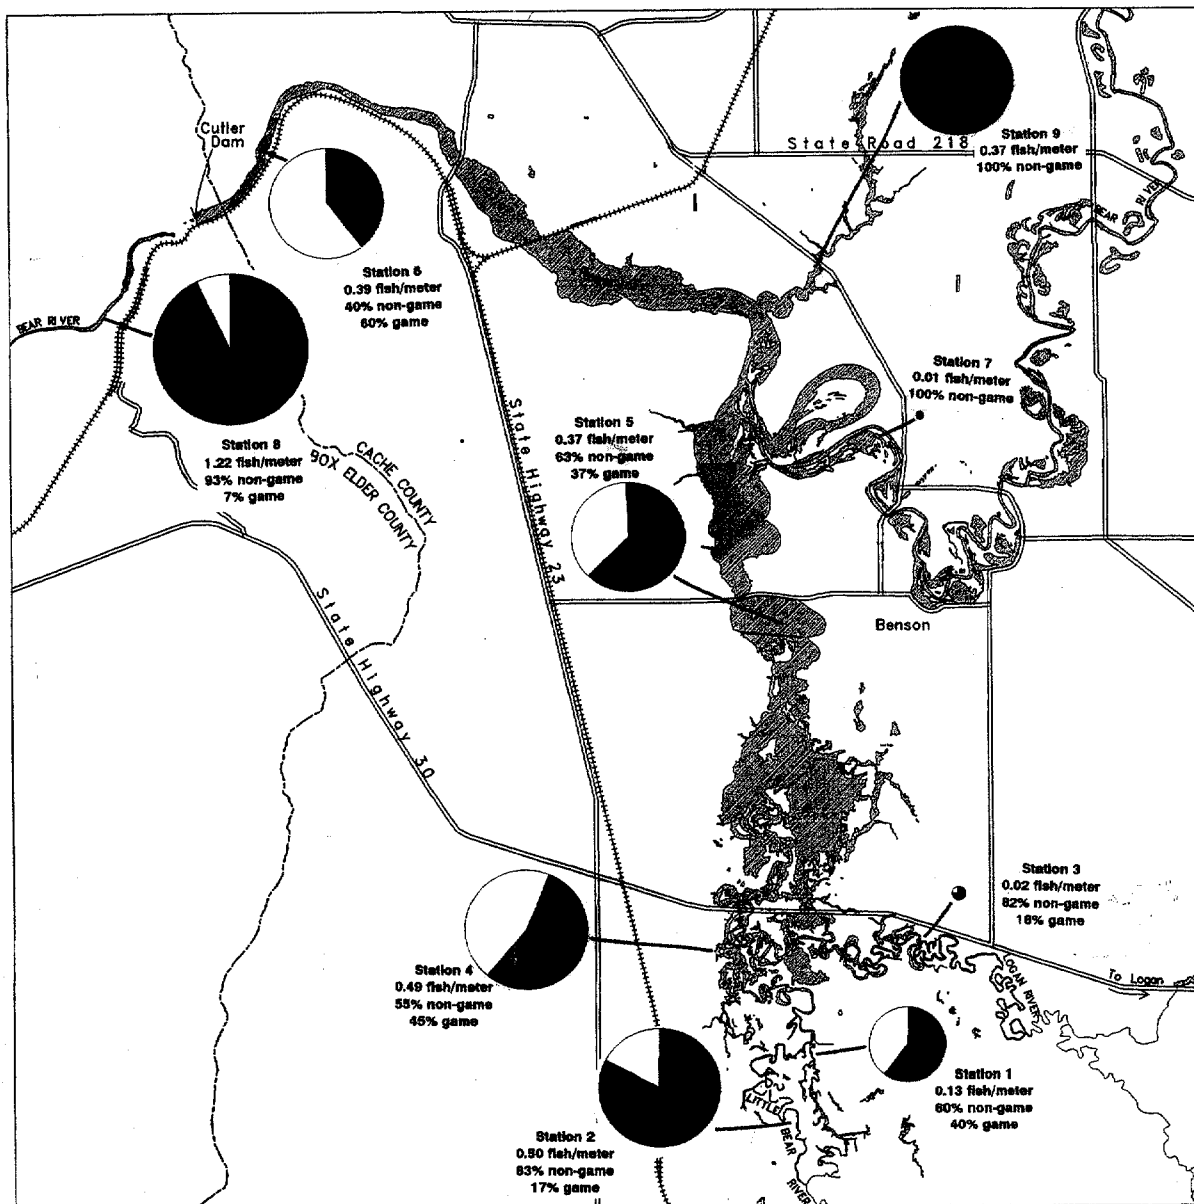 Cutler
Dam
State Road 218
Station 9
0.37 fish/meter
100% non-game
BEAR RIVER
Station 6
0.39 fish/meter
40% non-game
60% game
BEAR RIVER
Station 7
0.01 fish/meter
100% non-game
Station 8
1.22 fish/meter
93% non-game
7% game
CACHE COUNTY
BOX ELDER COUNTY
State Highway 23
Station 5
0.37 fish/meter
63% non-game
37% game
State Highway 30
Benson
Station 3
0.02 fish/meter
82% non-game
18% game
Station 4
0.49 fish/meter
55% non-game
45% game
LOGAN RIVER
To Logan
Station 1
0.13 fish/meter
60% non-game
40% game
Station 2
0.50 fish/meter
83% non-game
17% game
LITTLE
BEAR
RIVER